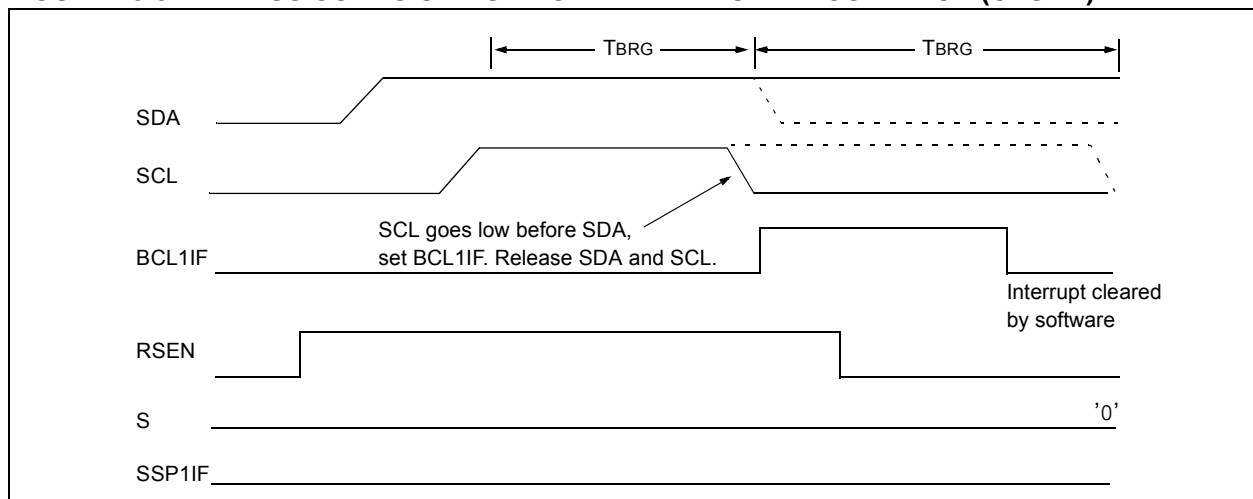 TBRG TBRG
SDA
SCL
SCL goes low before SDA,
set BCL1IF. Release SDA and SCL.
BCL1IF
Interrupt cleared
by software
RSEN
S '0'
SSP1IF